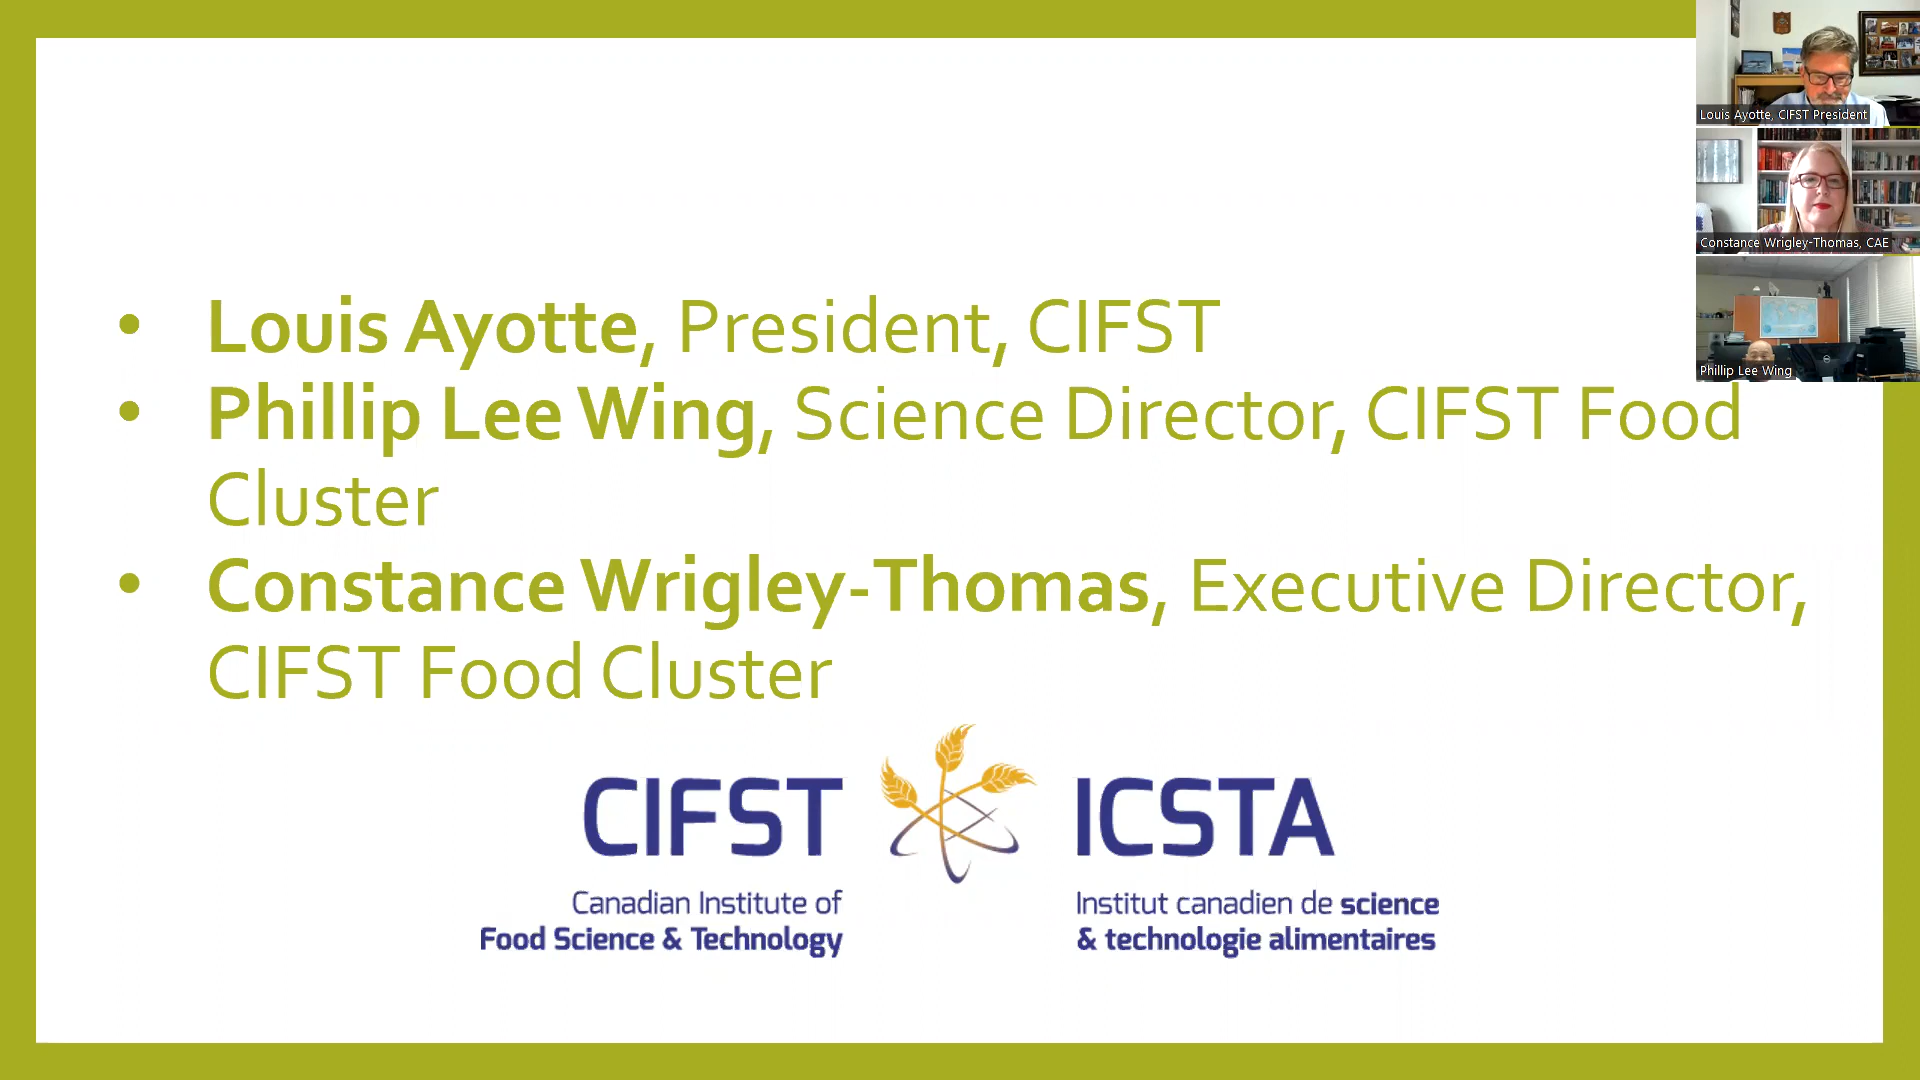 Louis Ayotte, CIFST President
Constance Wrigley-Thomas, CAE
Phillip Lee Wing
• Louis Ayotte, President, CIFST
• Phillip Lee Wing, Science Director, CIFST Food
Cluster
• Constance Wrigley-Thomas, Executive Director,
CIFST Food Cluster
CIFST
Canadian Institute of
Food Science & Technology
ICSTA
Institut canadien de science
& technologie alimentaires